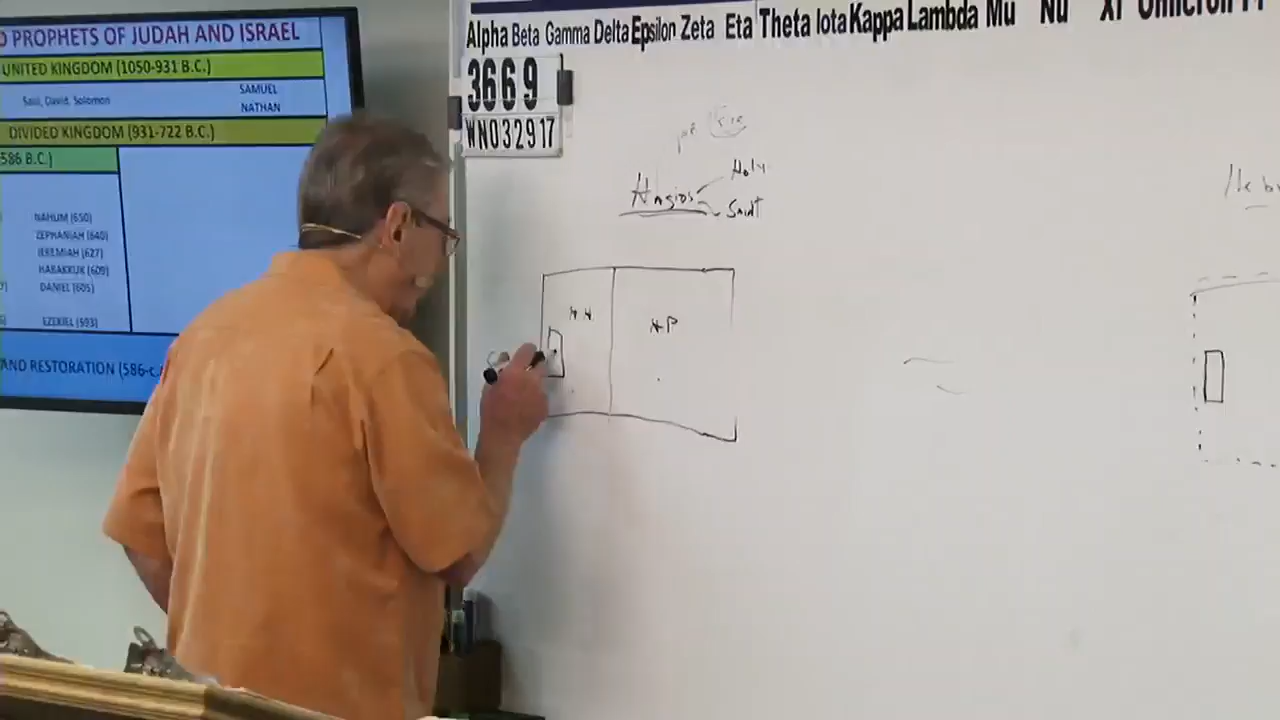 PROPHETS OF JUDAH AND ISRAEL
UNITED KINGDOM (1050-931 B.C.)
Saul, David, Solomon
SAMUEL
NATHAN
DIVIDED KINGDOM (931-722 B.C.)
586 B.C.)
NAHUM (650)
ZEPHANIAH (640)
JEREMIAH (627)
HABAKKUK (609)
DANIEL (605)
EZEKIEL (593)
AND RESTORATION (586-c.
Alpha Beta Gamma Delta Epsilon Zeta Eta Theta Iota Kappa Lambda Mu Nu Xi Omicron
3669
WN032917
Hagios
Holy
Saint
HH
HP
Heb